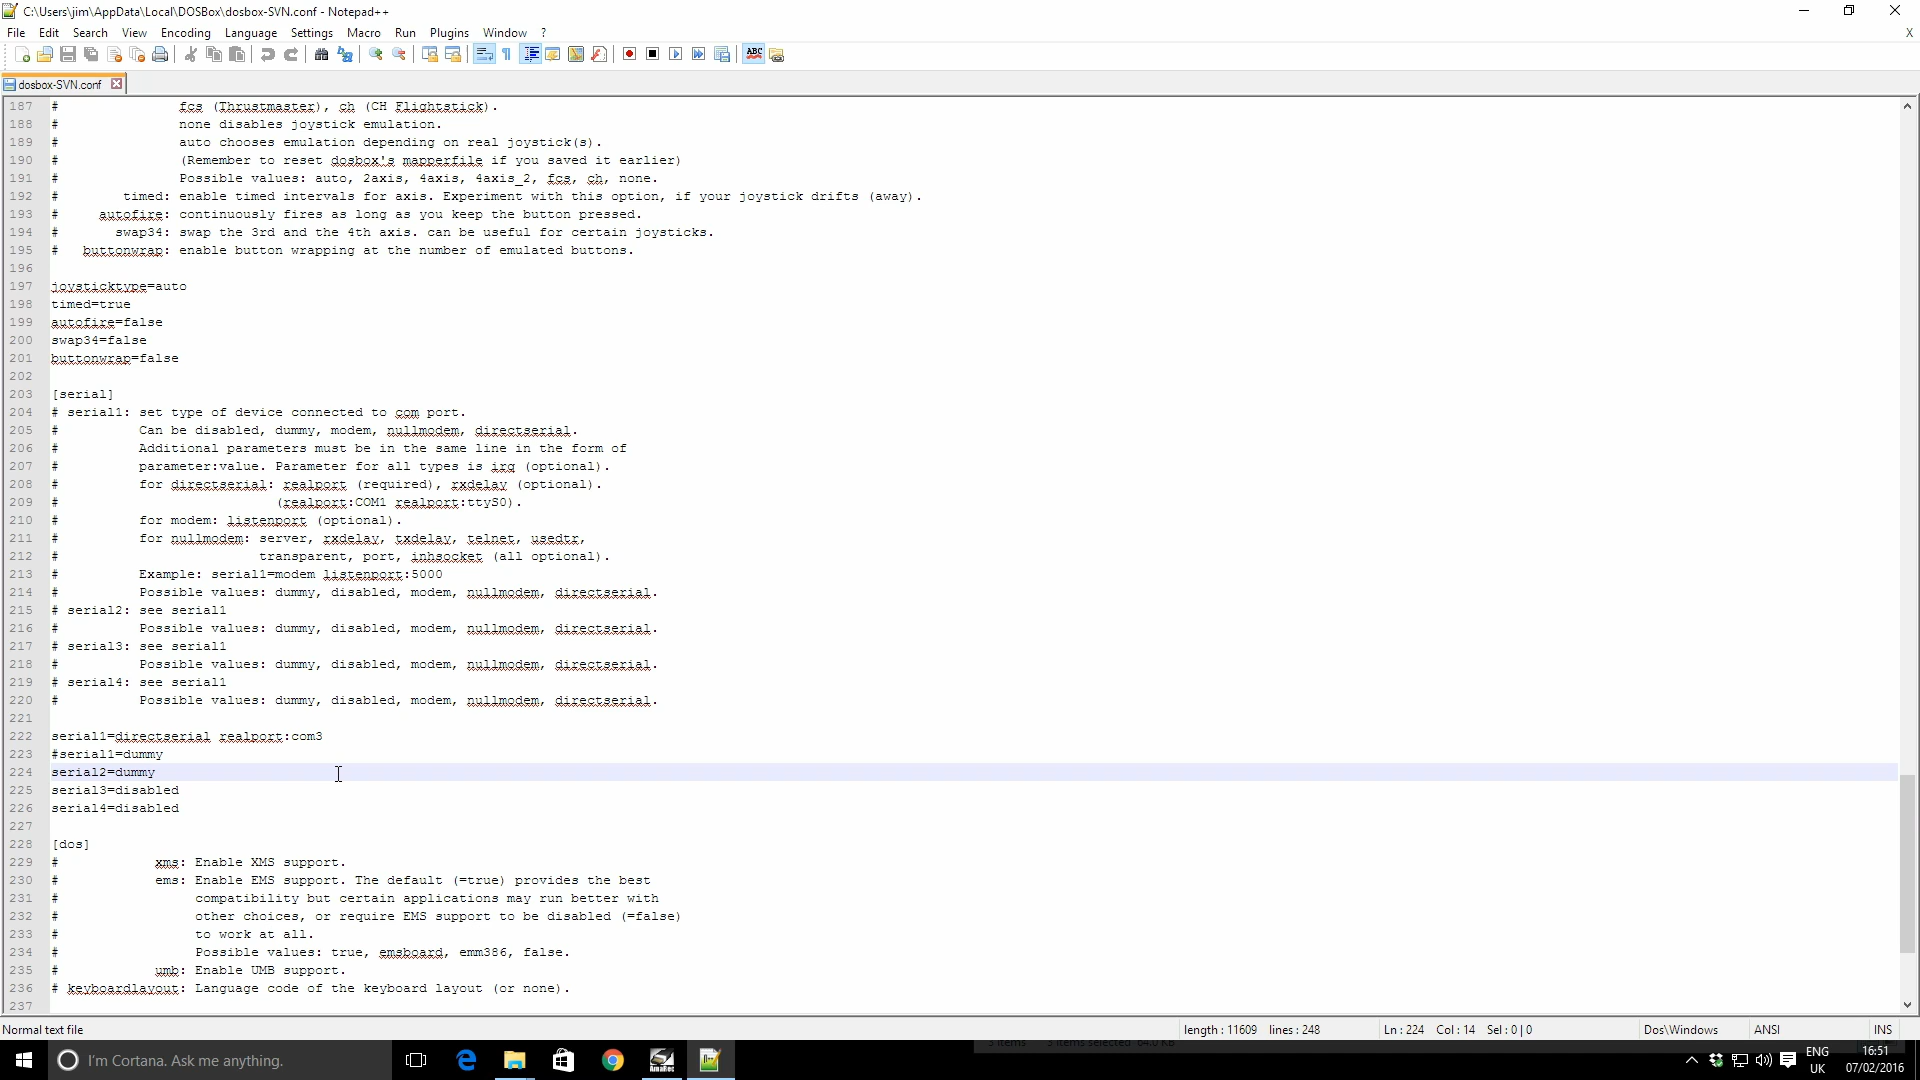 C:\Users\jim\AppData\Local\DOSBox\dosbox-SVN.conf - Notepad++
File Edit Search View Encoding Language Settings Macro Run Plugins Window ? X
ABC
dosbox-SVN.conf
187 # fcs (Thrustmaster), ch (CH Flightstick).
188 # none disables joystick emulation.
189 # auto chooses emulation depending on real joystick(s).
190 # (Remember to reset dosbox's mapperfile if you saved it earlier)
191 # Possible values: auto, 2axis, 4axis, 4axis_2, fcs, ch, none.
192 # timed: enable timed intervals for axis. Experiment with this option, if your joystick drifts (away).
193 # autofire: continuously fires as long as you keep the button pressed.
194 # swap34: swap the 3rd and the 4th axis. can be useful for certain joysticks.
195 # buttonwrap: enable button wrapping at the number of emulated buttons.
196
197 joysticktype=auto
198 timed=true
199 autofire=false
200 swap34=false
201 buttonwrap=false
202
203 [serial]
204 # serial1: set type of device connected to com port.
205 # Can be disabled, dummy, modem, nullmodem, directserial.
206 # Additional parameters must be in the same line in the form of
207 # parameter:value. Parameter for all types is irq (optional).
208 # for directserial: realport (required), rxdelay (optional).
209 # (realport:COM1 realport:ttyS0).
210 # for modem: listenport (optional).
211 # for nullmodem: server, rxdelay, txdelay, telnet, usedtr,
212 # transparent, port, inhsocket (all optional).
213 # Example: serial1=modem listenport:5000
214 # Possible values: dummy, disabled, modem, nullmodem, directserial.
215 # serial2: see serial1
216 # Possible values: dummy, disabled, modem, nullmodem, directserial.
217 # serial3: see serial1
218 # Possible values: dummy, disabled, modem, nullmodem, directserial.
219 # serial4: see serial1
220 # Possible values: dummy, disabled, modem, nullmodem, directserial.
221
222 serial1=directserial realport:com3
223 #serial1=dummy
224 serial2=dummy
225 serial3=disabled
226 serial4=disabled
227
228 [dos]
229 # xms: Enable XMS support.
230 # ems: Enable EMS support. The default (=true) provides the best
231 # compatibility but certain applications may run better with
232 # other choices, or require EMS support to be disabled (=false)
233 # to work at all.
234 # Possible values: true, emsboard, emm386, false.
235 # umb: Enable UMB support.
236 # keyboardlayout: Language code of the keyboard layout (or none).
237
Normal text file length : 11609 lines : 248 Ln : 224 Col : 14 Sel : 0 | 0 Dos\Windows ANSI INS
3 items 3 items selected 64.0 KB
I'm Cortana. Ask me anything. AmaRec ENG 16:51
UK 07/02/2016